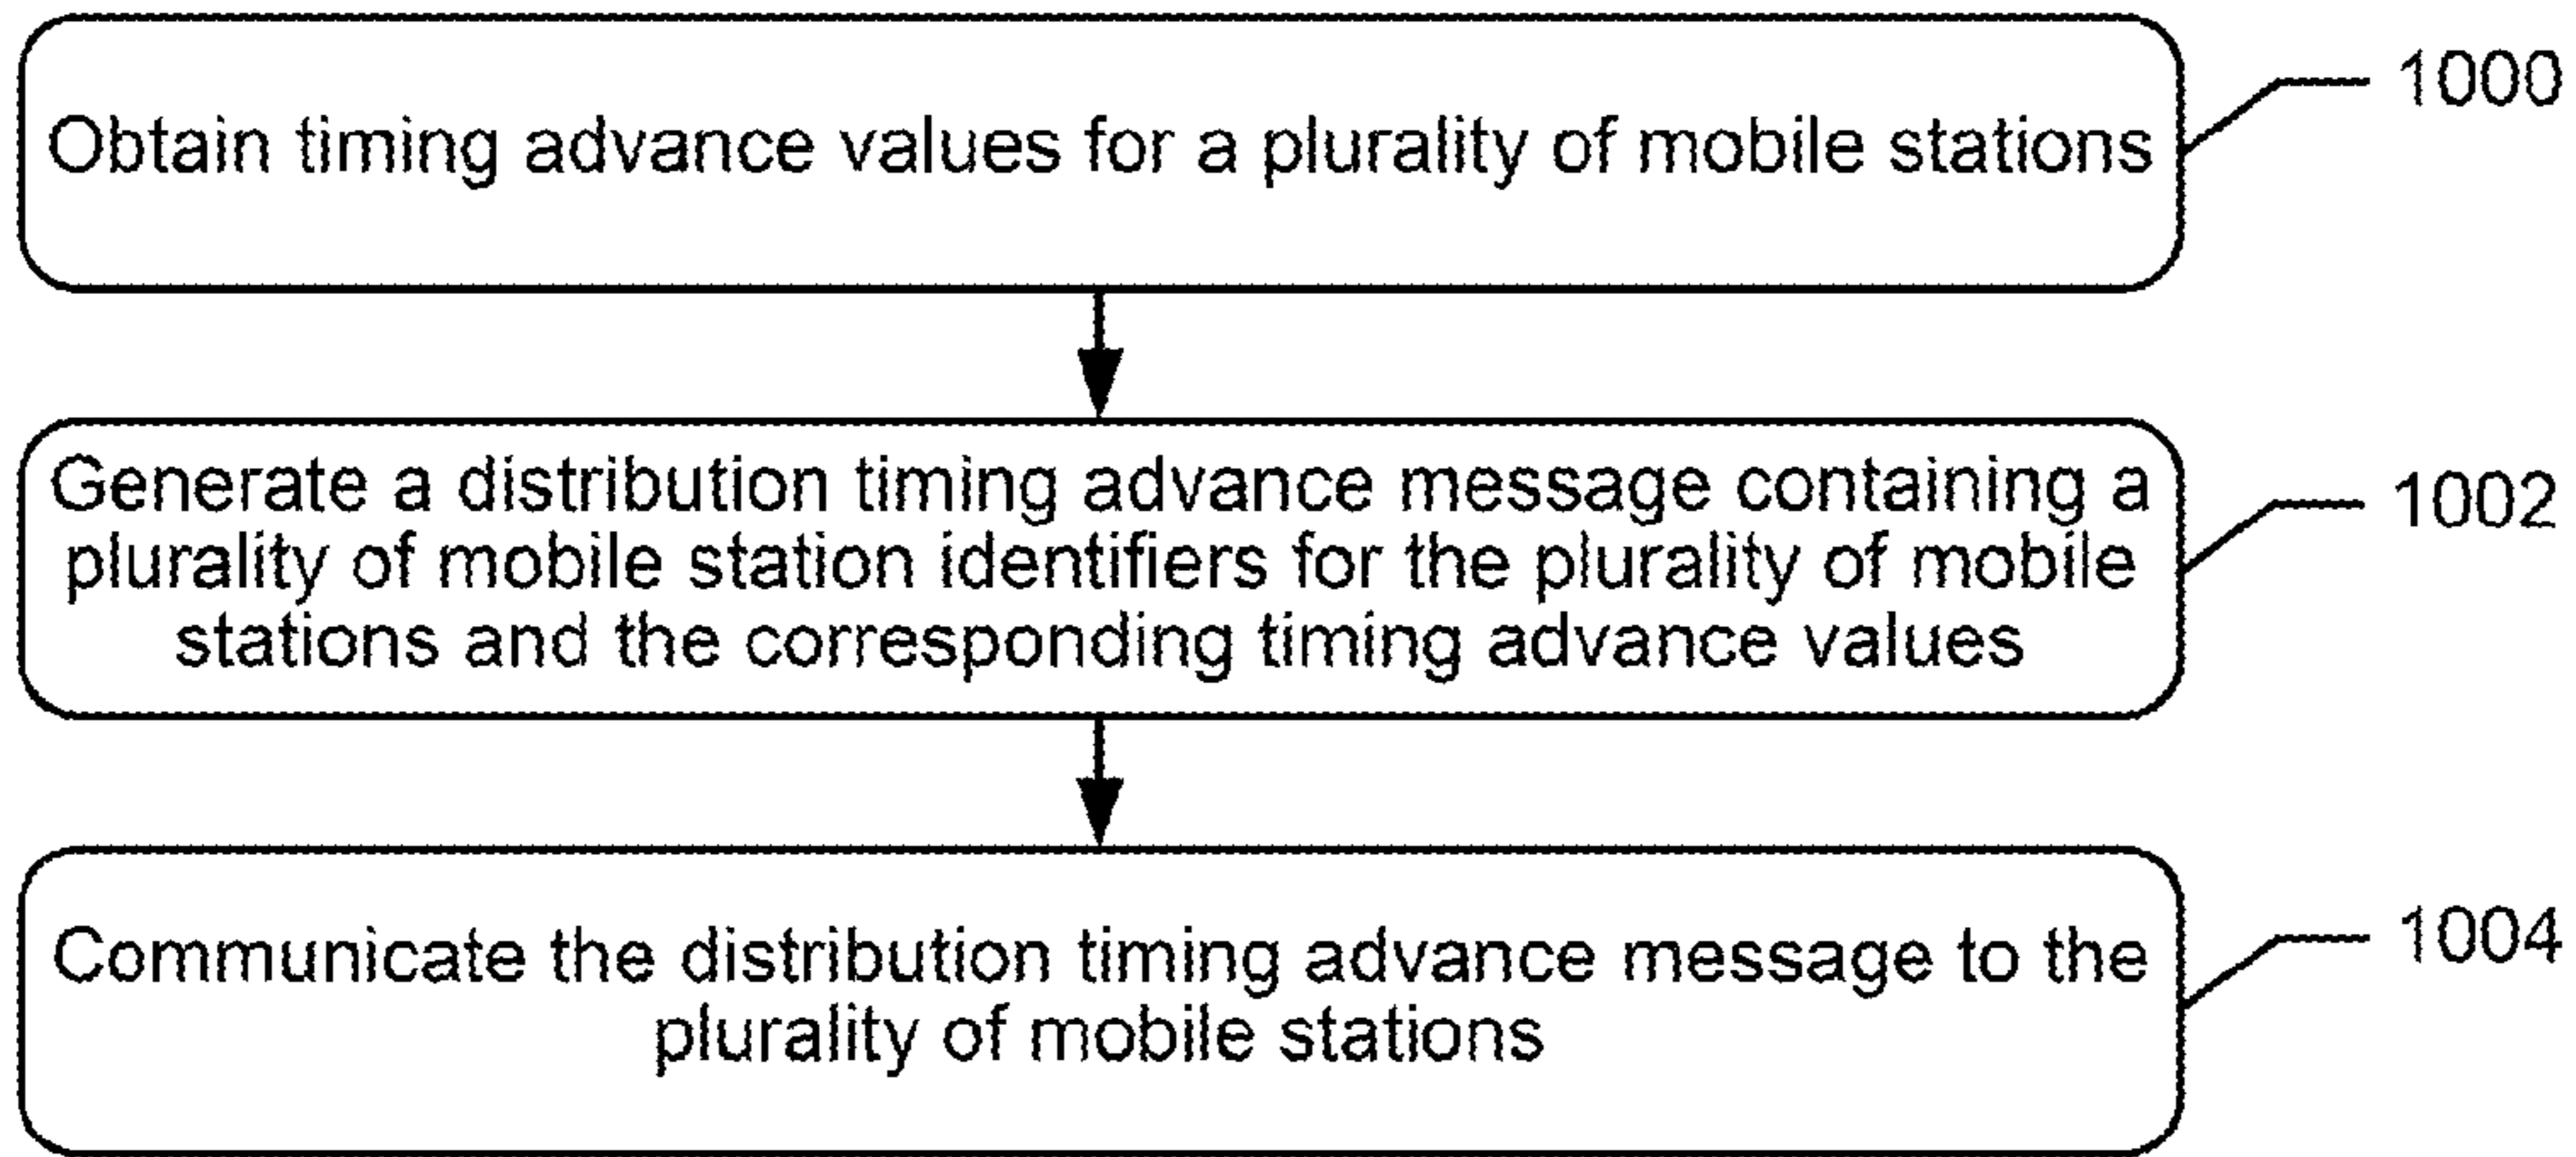 Obtain timing advance values for a plurality of mobile stations
1000
Generate a distribution timing advance message containing a
plurality of mobile station identifiers for the plurality of mobile
stations and the corresponding timing advance values
1002
Communicate the distribution timing advance message to the
plurality of mobile stations
1004